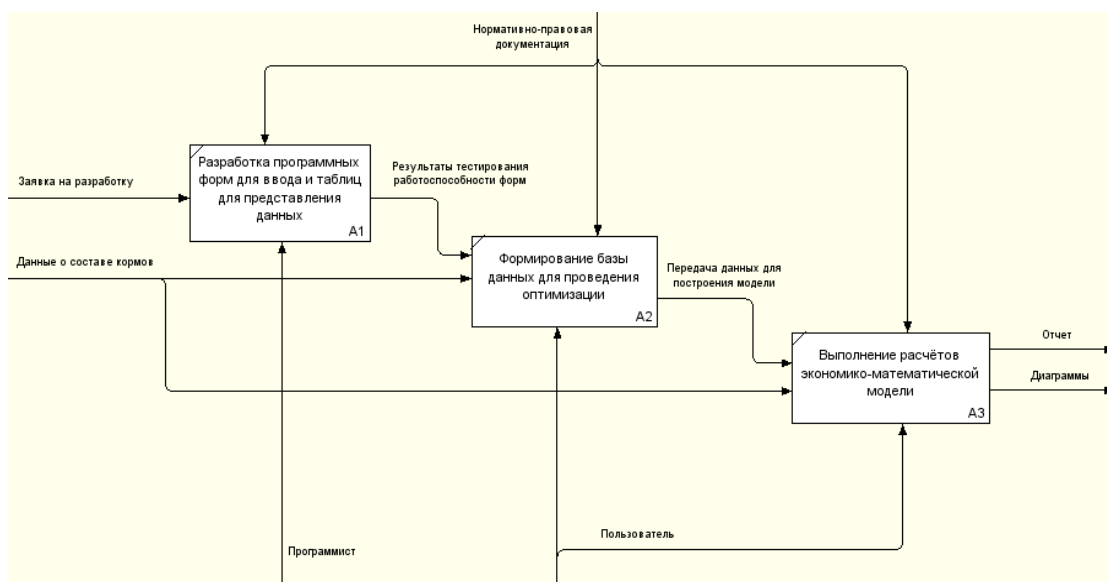 Нормативно-правовая
документация
Разработка программных
форм для ввода и таблиц
для представления
данных
A1
Заявка на разработку
Результаты тестирования
работоспособности форм
Данные о составе кормов
Формирование базы
данных для проведения
оптимизации
A2
Передача данных для
построения модели
Выполнение расчётов
экономико-математической
модели
A3
Отчет
Диаграммы
Пользователь
Программист